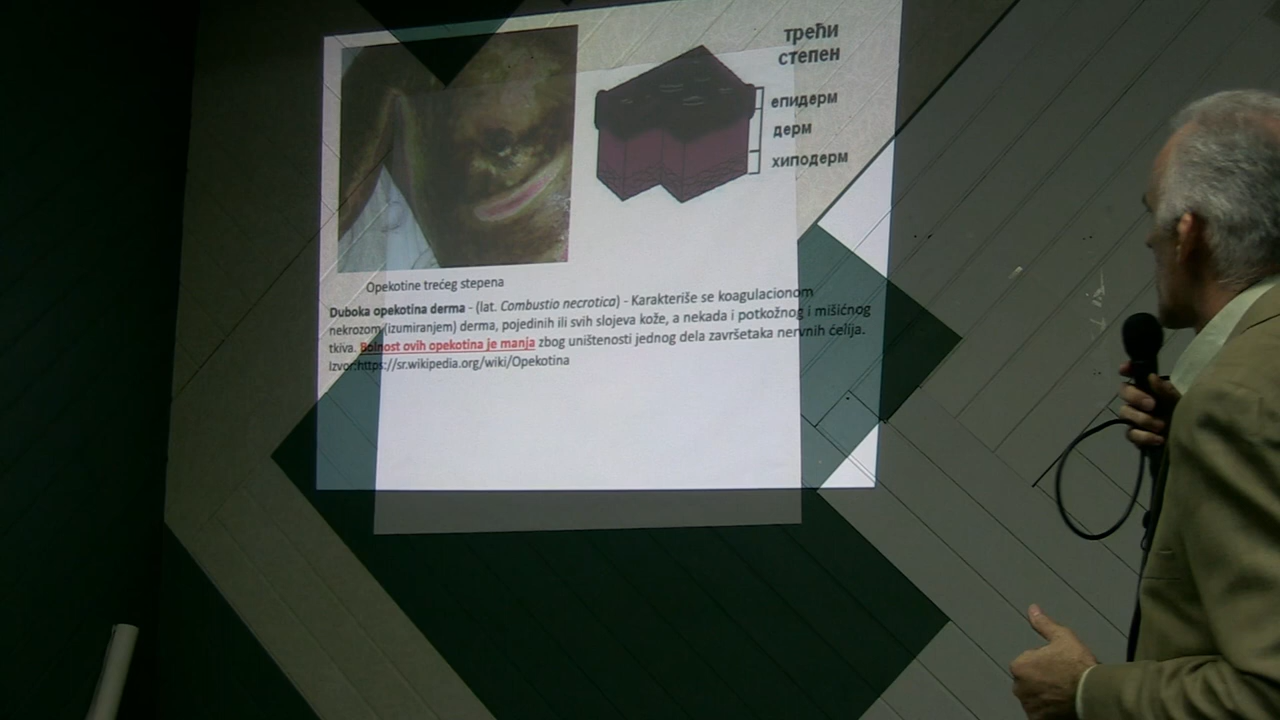 трећи
степен
епидерм
дерм
хиподерм
Opekotine trećeg stepena
Duboka opekotina derma - (lat. Combustio necrotica) - Karakteriše se koagulacionom
nekrozom (izumiranjem) derma, pojedinih ili svih slojeva kože, a nekada i potkožnog i mišićnog
tkiva. Bolnost ovih opekotina je manja zbog uništenosti jednog dela završetaka nervnih ćelija.
Izvor:https://sr.wikipedia.org/wiki/Opekotina